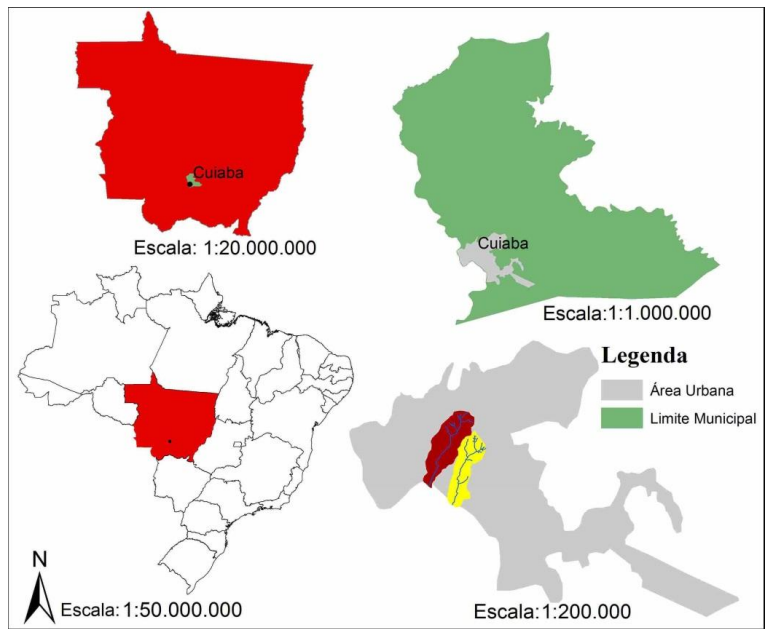 Cuiaba
Escala: 1:20.000.000
Cuiaba
Escala:1:1.000.000
Legenda
Área Urbana
Limite Municipal
N
Escala: 1:50.000.000
Escala:1:200.000